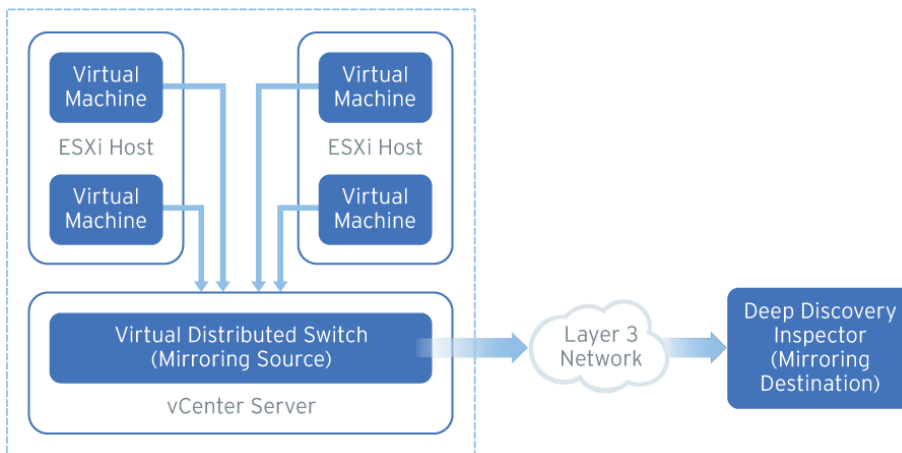 Virtual
Machine
ESXi Host
Virtual
Machine
Virtual
Machine
ESXi Host
Virtual
Machine
Virtual Distributed Switch
(Mirroring Source)
vCenter Server
Layer 3
Network
Deep Discovery
Inspector
(Mirroring
Destination)